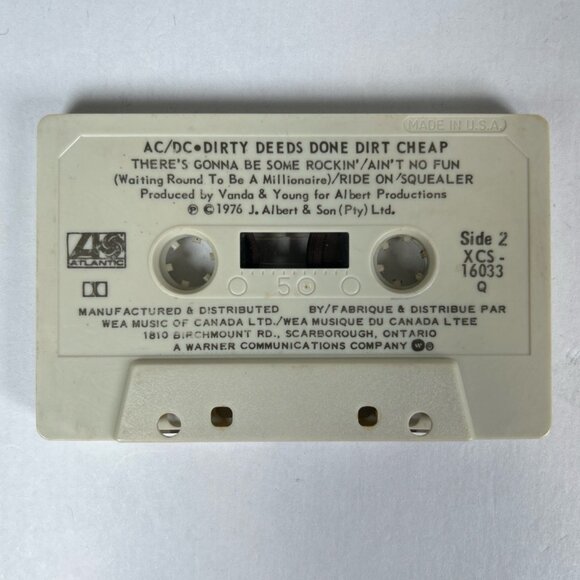 MADE IN U.S.A.
AC/DC•DIRTY DEEDS DONE DIRT CHEAP
THERE'S GONNA BE SOME ROCKIN'/AIN'T NO FUN
(Waiting Round To Be A Millionaire)/RIDE ON/SQUEALER
Produced by Vanda & Young for Albert Productions
℗ © 1976 J. Albert & Son (Pty) Ltd.
ATLANTIC
Side 2
XCS-
16033
Q
50
MANUFACTURED & DISTRIBUTED BY/FABRIQUE & DISTRIBUE PAR
WEA MUSIC OF CANADA LTD./WEA MUSIQUE DU CANADA LTEE
1810 BIRCHMOUNT RD., SCARBOROUGH, ONTARIO
A WARNER COMMUNICATIONS COMPANY